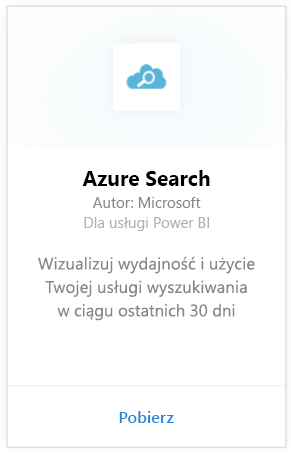 Azure Search
Autor: Microsoft
Dla usługi Power BI
Wizualizuj wydajność i użycie
Twojej usługi wyszukiwania
w ciągu ostatnich 30 dni
Pobierz